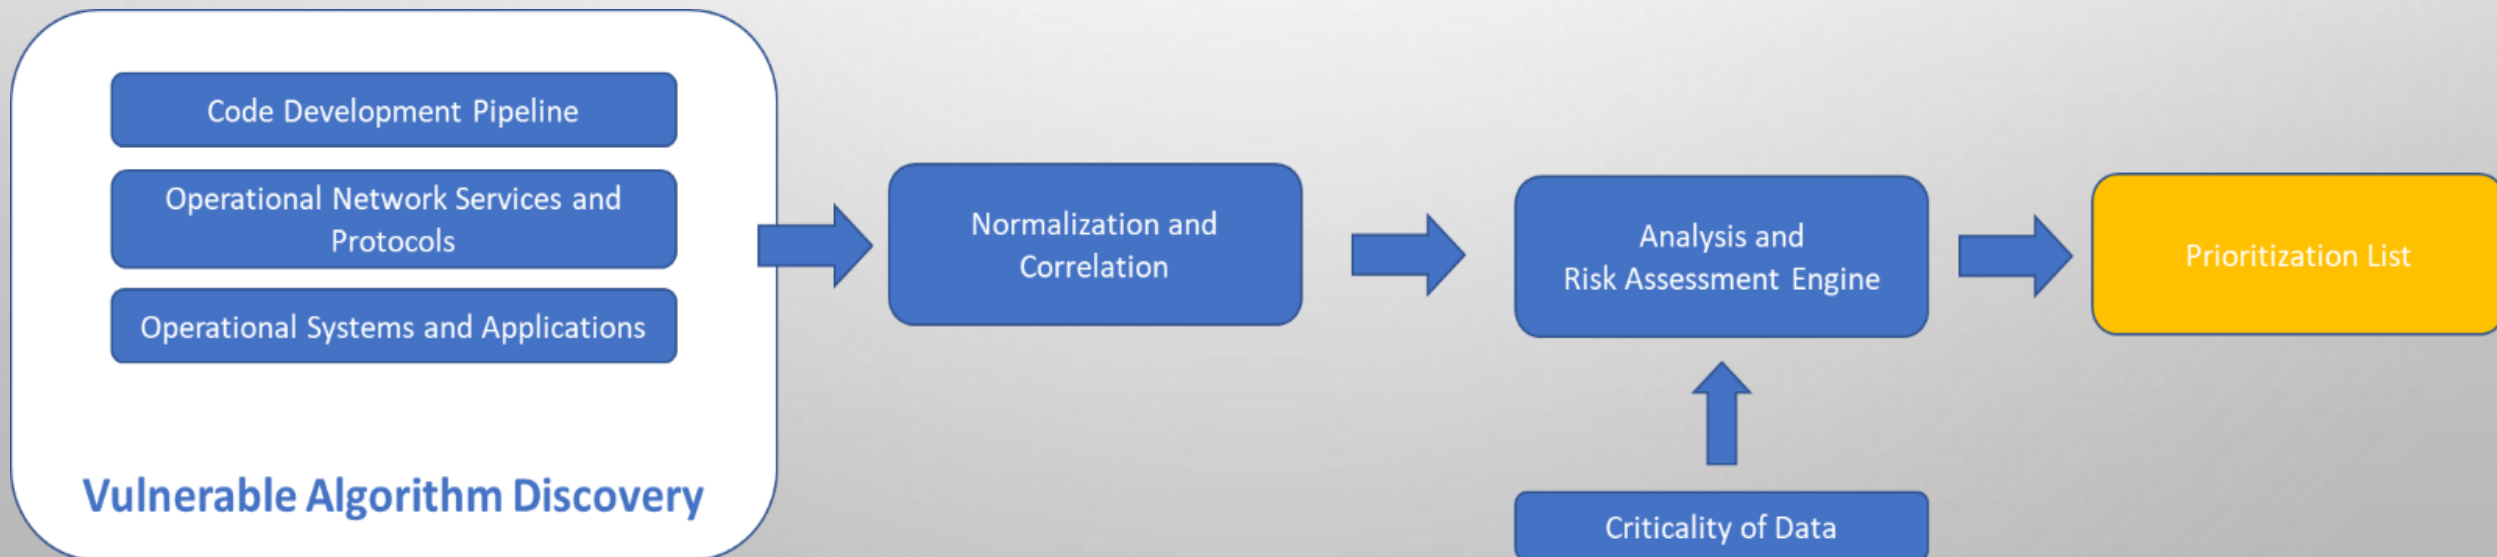 Code Development Pipeline
Operational Network Services and
Protocols
Operational Systems and Applications
Vulnerable Algorithm Discovery
Normalization and
Correlation
Analysis and
Risk Assessment Engine
Criticality of Data
Prioritization List